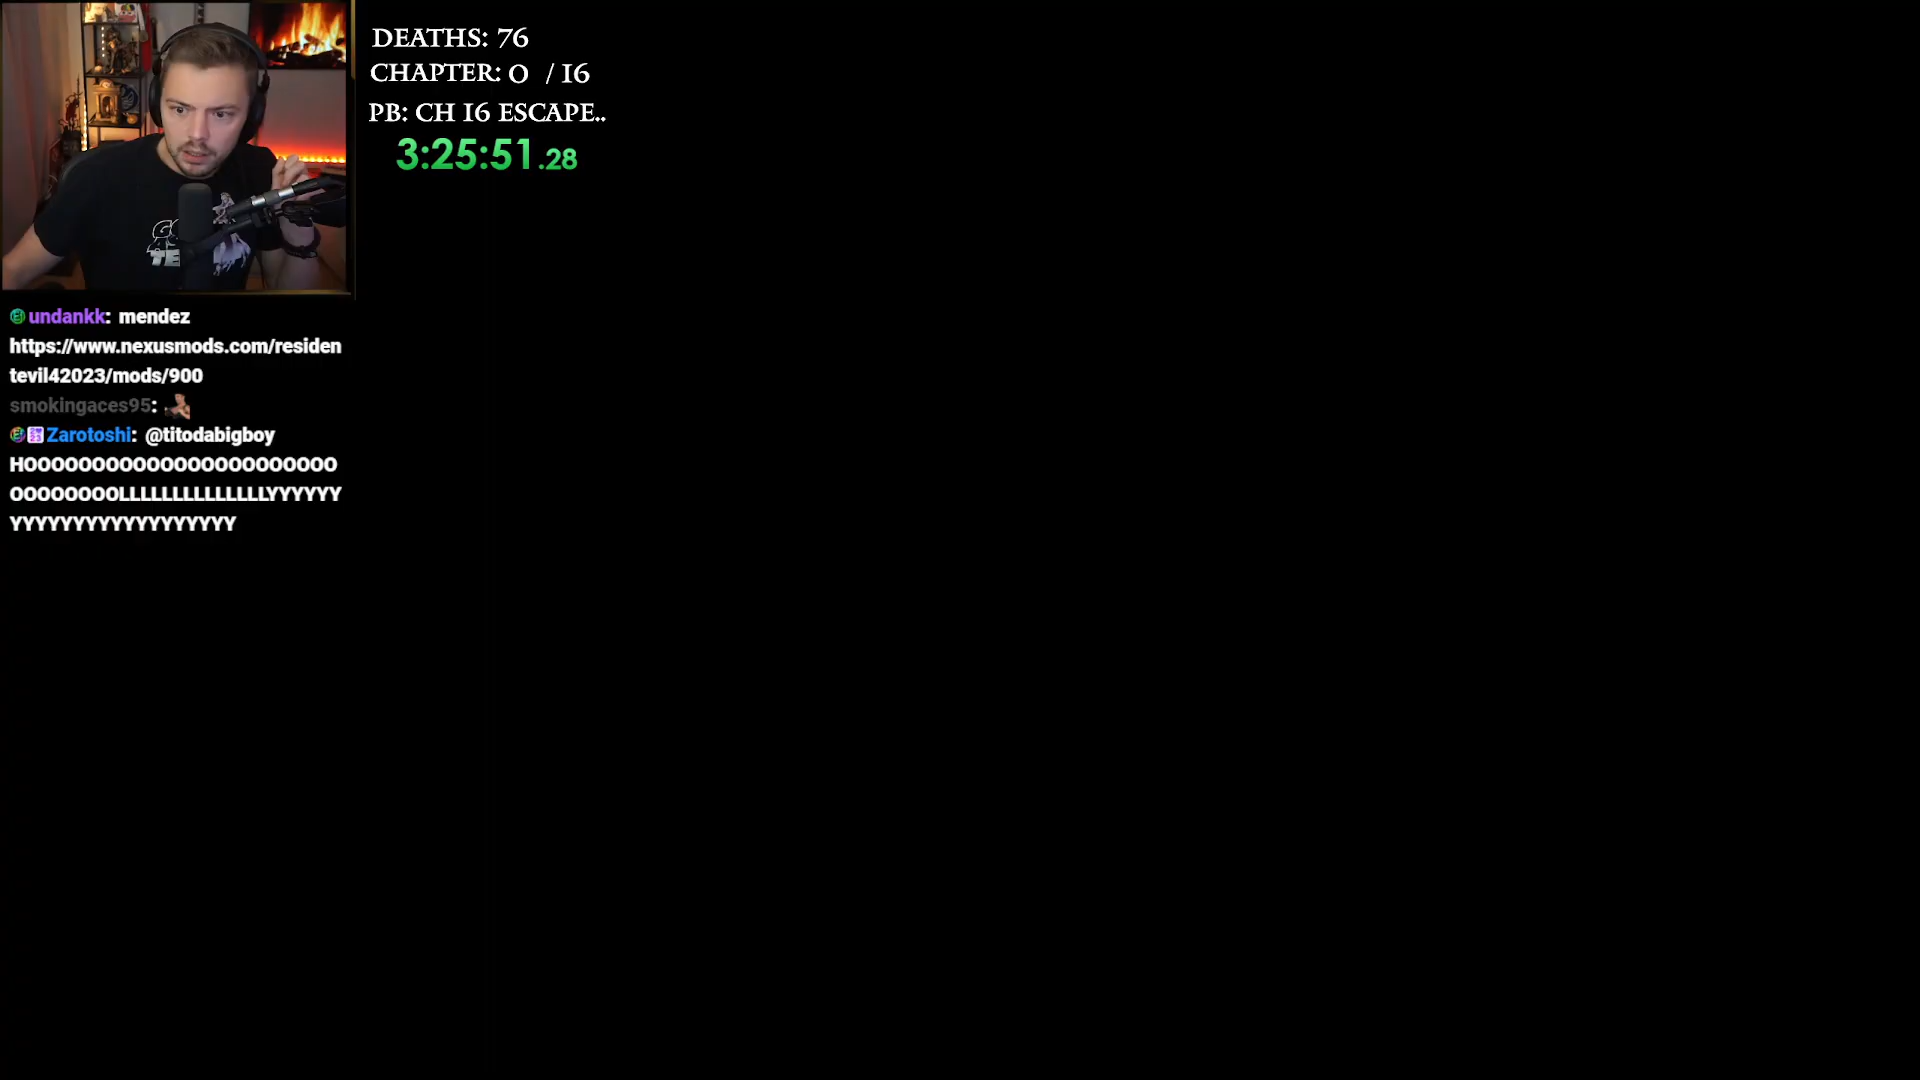 DEATHS: 76
CHAPTER: 0 / 16
PB: CH 16 ESCAPE..
3:25:51.28
undankk: mendez
https://www.nexusmods.com/residen
tevil42023/mods/900
smokingaces95:
Zarotoshi: @titodabigboy
HOOOOOOOOOOOOOOOOOOOOOOO
OOOOOOOOLLLLLLLLLLLLLLYYYYYY
YYYYYYYYYYYYYYYYYY